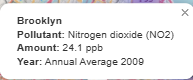 Brooklyn
Pollutant: Nitrogen dioxide (NO2)
Amount: 24.1 ppb
Year: Annual Average 2009